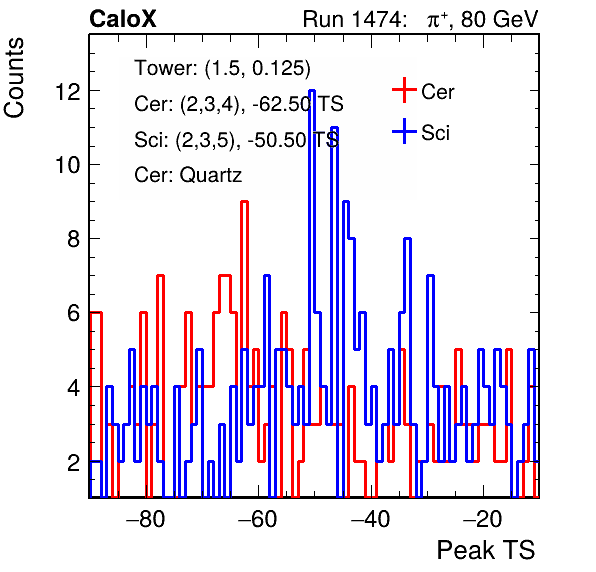 CaloX Run 1474: π⁺, 80 GeV
Counts
Tower: (1.5, 0.125)
Cer: (2,3,4), -62.50 TS
Sci: (2,3,5), -50.50 TS
Cer: Quartz
Cer
Sci
12
10
8
6
4
2
−80 −60 −40 −20
Peak TS